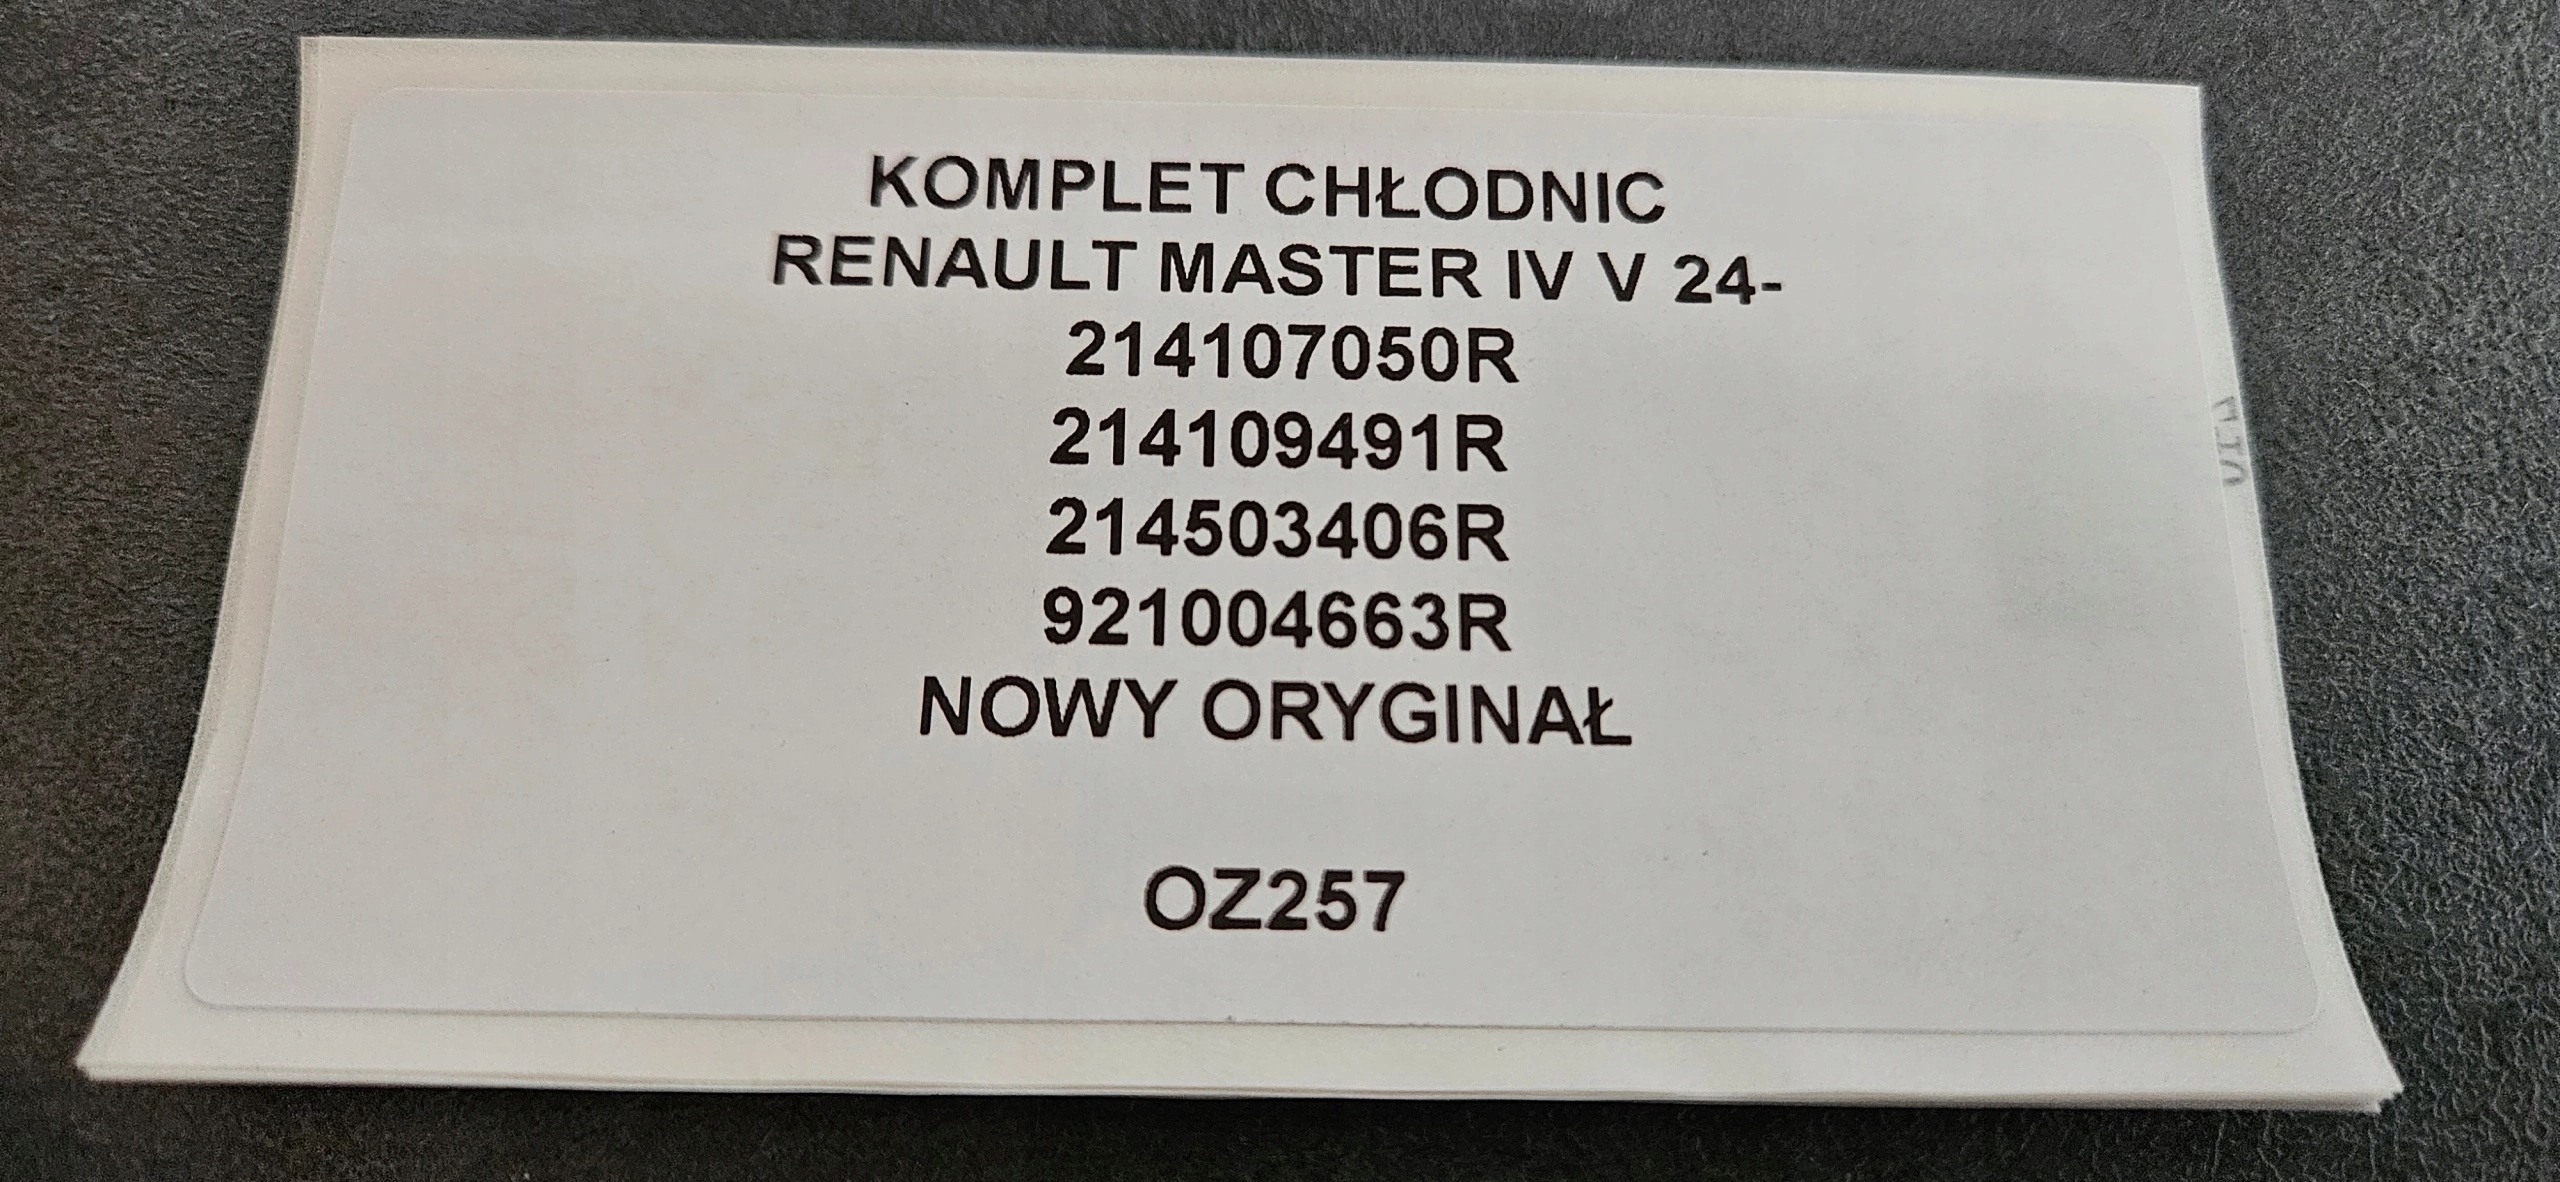 KOMPLET CHŁODNIC
RENAULT MASTER IV V 24-
214107050R
214109491R
214503406R
921004663R
NOWY ORYGINAŁ
OZ257